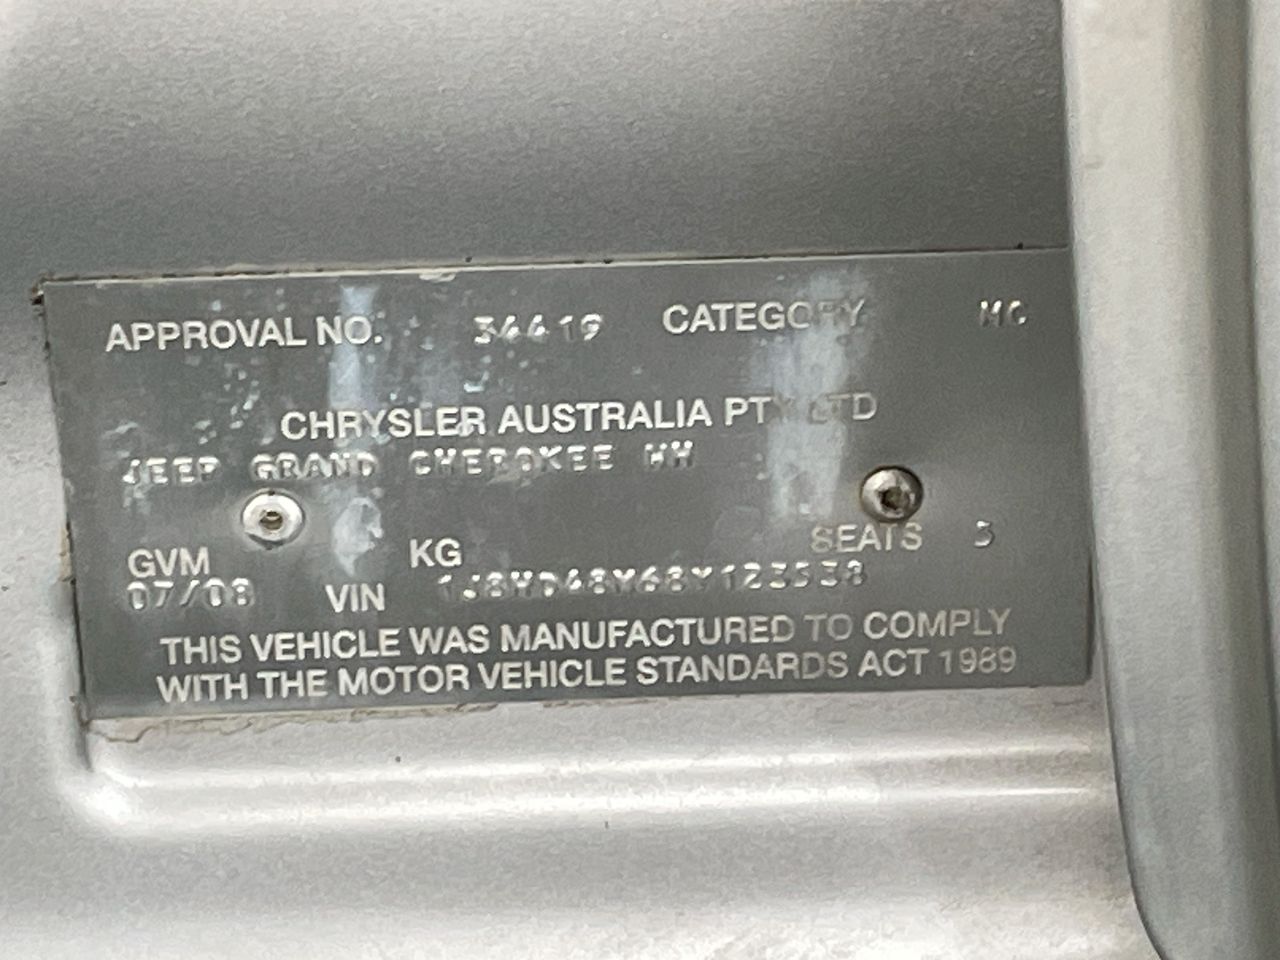 APPROVAL NO. 34419 CATEGORY MC
CHRYSLER AUSTRALIA PTY LTD
JEEP GRAND CHEROKEE WH
SEATS 5
GVM KG
07/08 VIN
THIS VEHICLE WAS MANUFACTURED TO COMPLY
WITH THE MOTOR VEHICLE STANDARDS ACT 1989